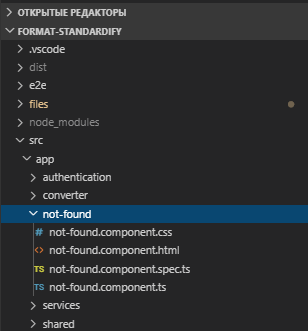 ОТКРЫТЫЕ РЕДАКТОРЫ
FORMAT-STANDARDIFY
.vscode
dist
e2e
files
node_modules
src
app
authentication
converter
not-found
# not-found.component.css
<> not-found.component.html
TS not-found.component.spec.ts
TS not-found.component.ts
services
shared